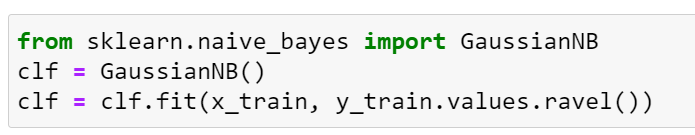 from sklearn.naive_bayes import GaussianNB
clf = GaussianNB()
clf = clf.fit(x_train, y_train.values.ravel())